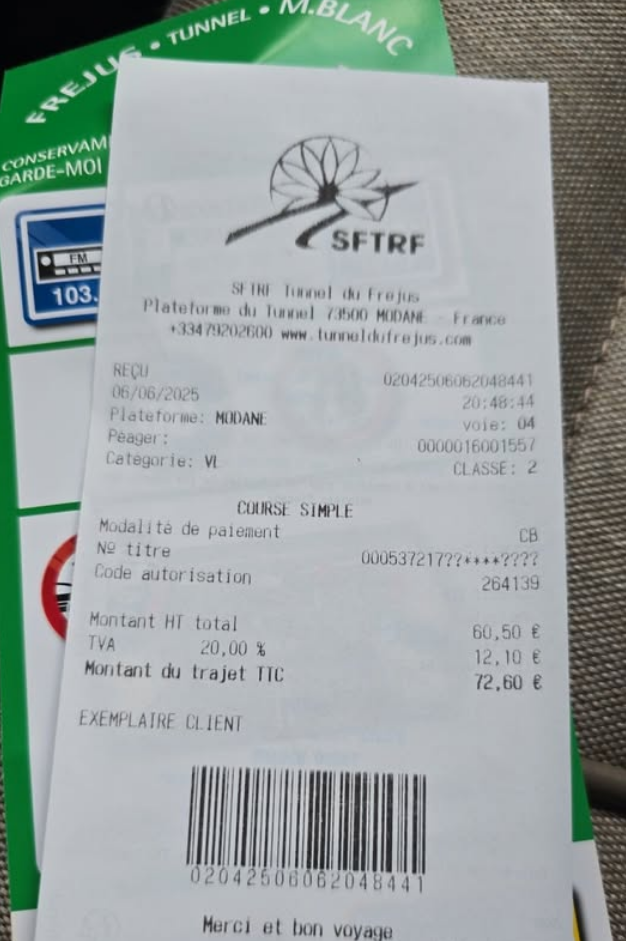 FREJUS • TUNNEL • M.BLANC
CONSERVAM
GARDE-MOI
FM
103.
SFTRF
SFTRF Tunnel du Frejus
Plateforme du Tunnel 73500 MODANE - France
+33479202600 www.tunneldufrejus.com
REÇU 02042506062048441
06/06/2025 20:48:44
Plateforme: MODANE voie: 04
Péager: 0000016001557
Catégorie: VL CLASSE: 2
COURSE SIMPLE
Modalité de paiement CB
Nº titre 000537217??****????
Code autorisation 264139
Montant HT total 60,50 €
TVA 20,00 % 12,10 €
Montant du trajet TTC 72,60 €
EXEMPLAIRE CLIENT
02042506062048441
Merci et bon voyage